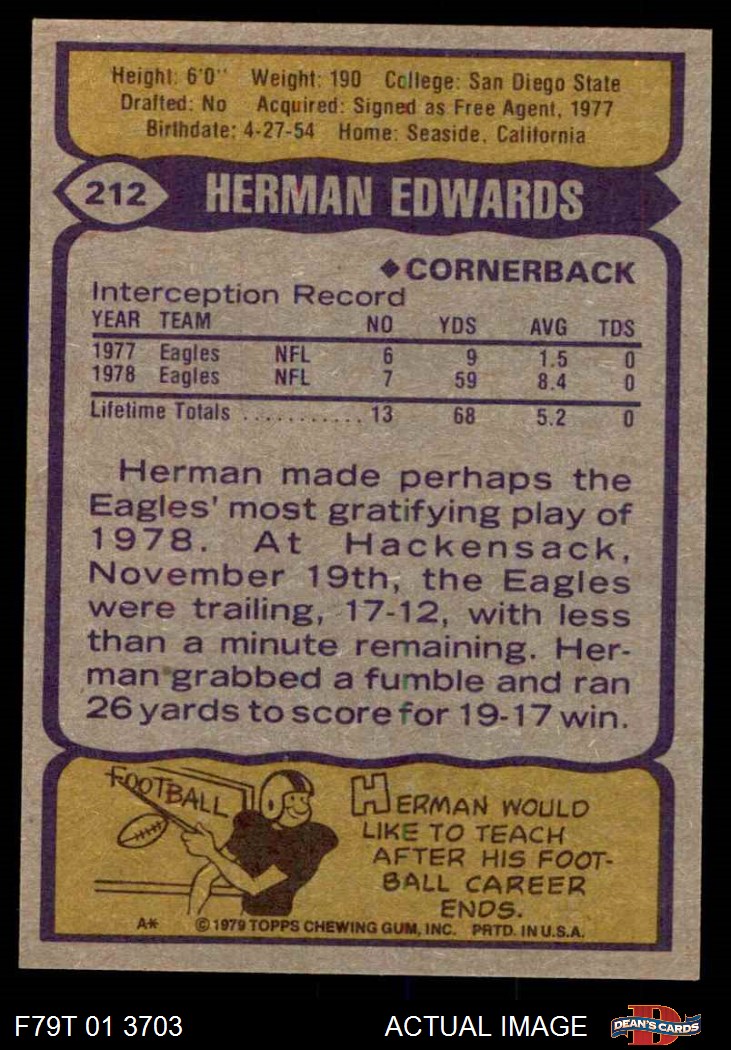 Height: 6'0" Weight: 190 College: San Diego State
Drafted: No Acquired: Signed as Free Agent, 1977
Birthdate: 4-27-54 Home: Seaside, California
212 HERMAN EDWARDS
◆CORNERBACK
Interception Record
YEAR TEAM NO YDS AVG TDS
1977 Eagles NFL 6 9 1.5 0
1978 Eagles NFL 7 59 8.4 0
Lifetime Totals ............ 13 68 5.2 0
Herman made perhaps the
Eagles' most gratifying play of
1978. At Hackensack,
November 19th, the Eagles
were trailing, 17-12, with less
than a minute remaining. Her-
man grabbed a fumble and ran
26 yards to score for 19-17 win.
FOOTBALL
HERMAN WOULD
LIKE TO TEACH
AFTER HIS FOOT-
BALL CAREER
ENDS.
A* © 1979 TOPPS CHEWING GUM, INC. PRTD. IN U.S.A.
F79T 01 3703 ACTUAL IMAGE D DEAN'S CARDS